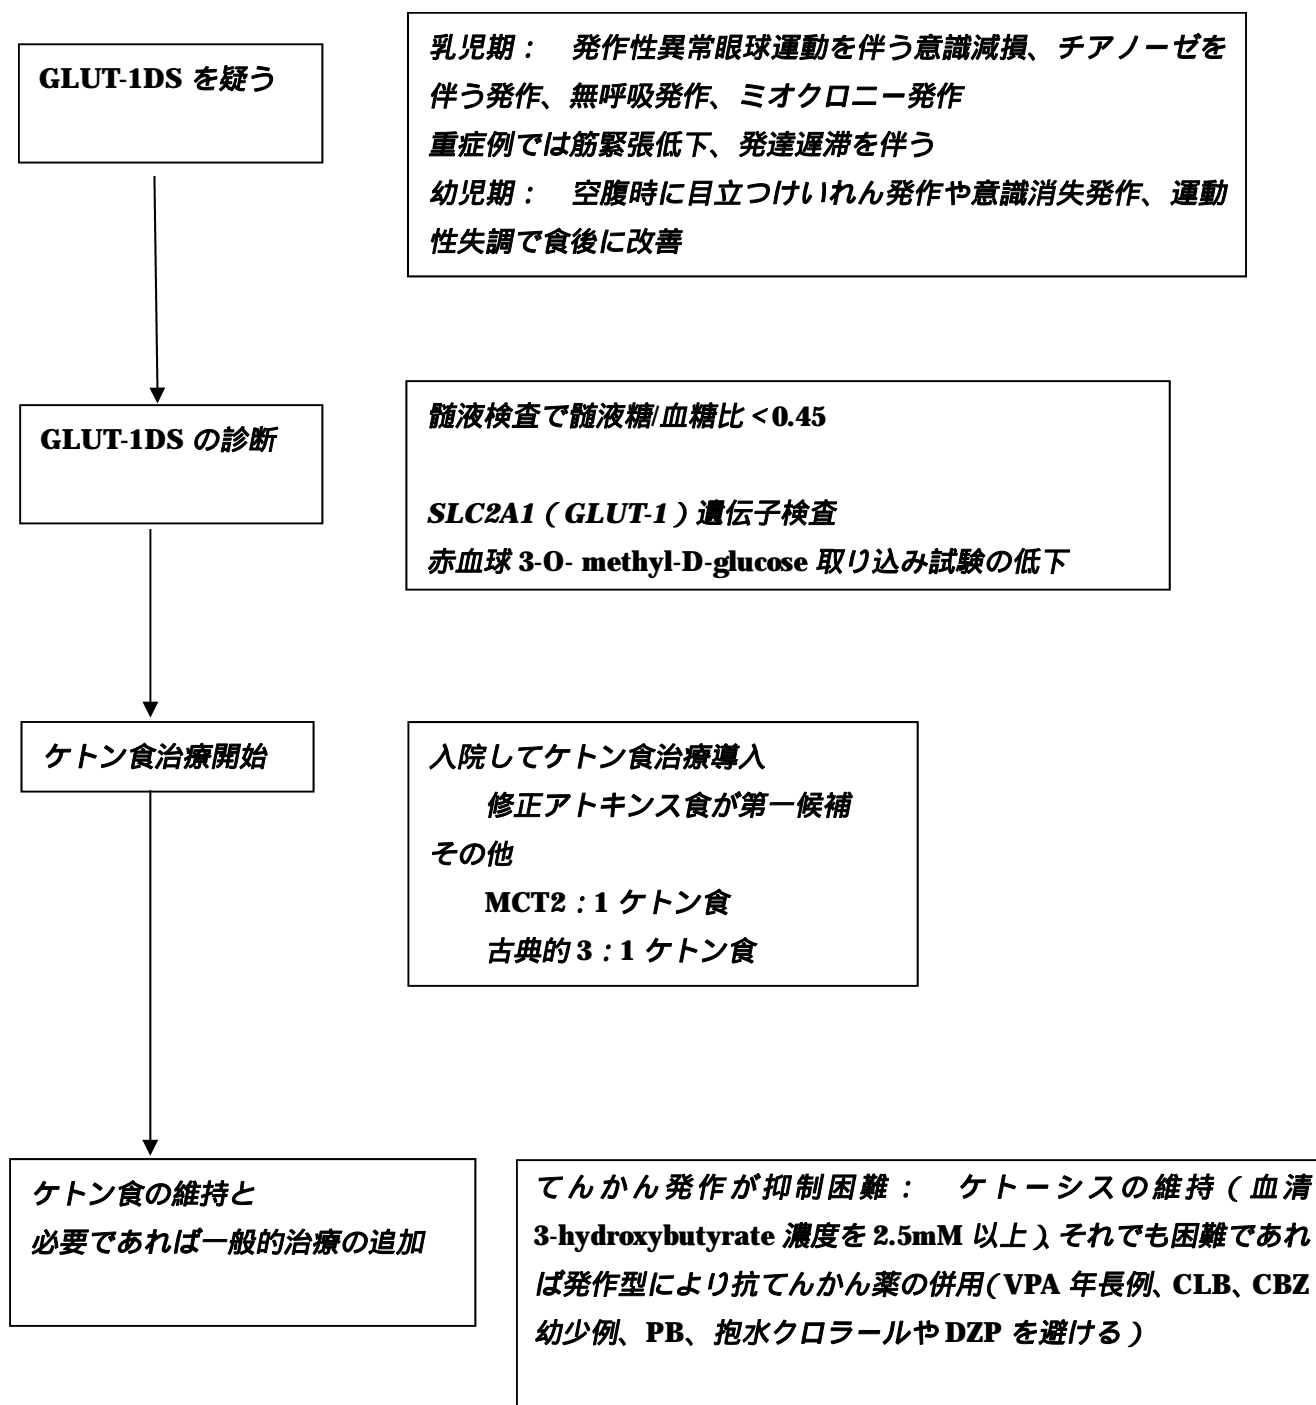 GLUT-1DS を疑う
乳児期： 発作性異常眼球運動を伴う意識減損、チアノーゼを
伴う発作、無呼吸発作、ミオクロニー発作
重症例では筋緊張低下、発達遅滞を伴う
幼児期： 空腹時に目立つけいれん発作や意識消失発作、運動
性失調で食後に改善
GLUT-1DS の診断
髄液検査で髄液糖/血糖比<0.45
SLC2A1（GLUT-1）遺伝子検査
赤血球 3-O- methyl-D-glucose 取り込み試験の低下
ケトン食治療開始
入院してケトン食治療導入
修正アトキンス食が第一候補
その他
MCT2：1 ケトン食
古典的 3：1 ケトン食
ケトン食の維持と
必要であれば一般的治療の追加
てんかん発作が抑制困難： ケトーシスの維持（血清
3-hydroxybutyrate 濃度を 2.5mM 以上）、それでも困難であれ
ば発作型により抗てんかん薬の併用（VPA 年長例、CLB、CBZ
幼少例、PB、抱水クロラールや DZP を避ける）